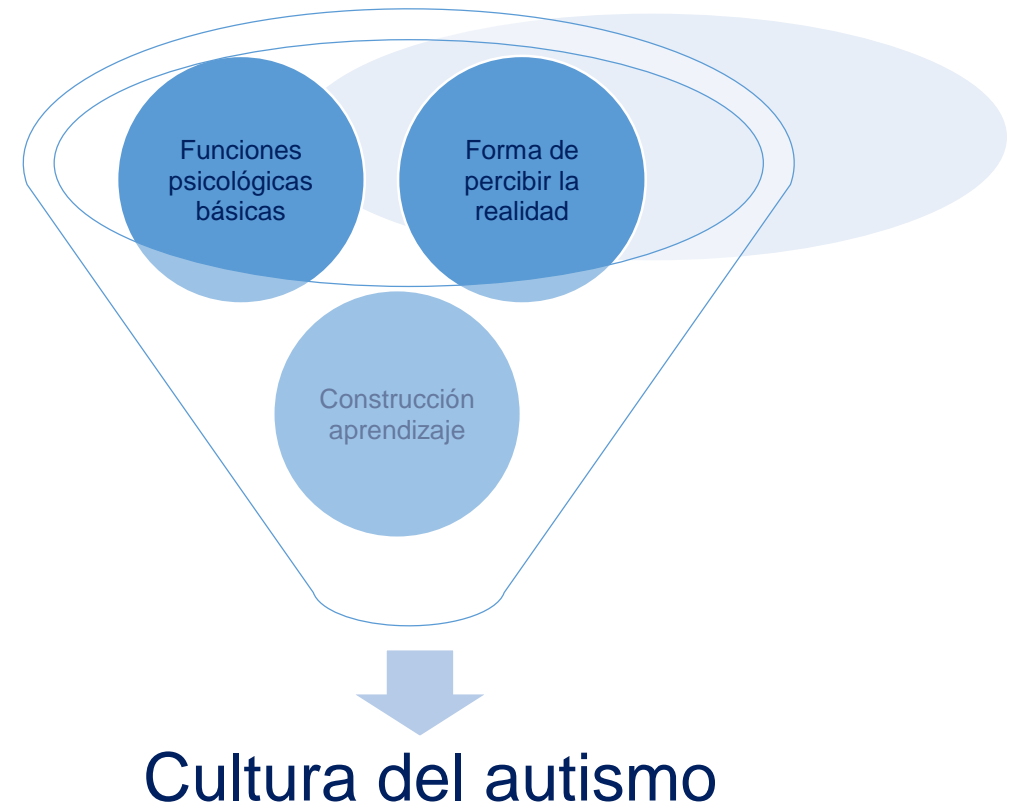 Funciones
psicológicas
básicas
Forma de
percibir la
realidad
Construcción
aprendizaje
Cultura del autismo